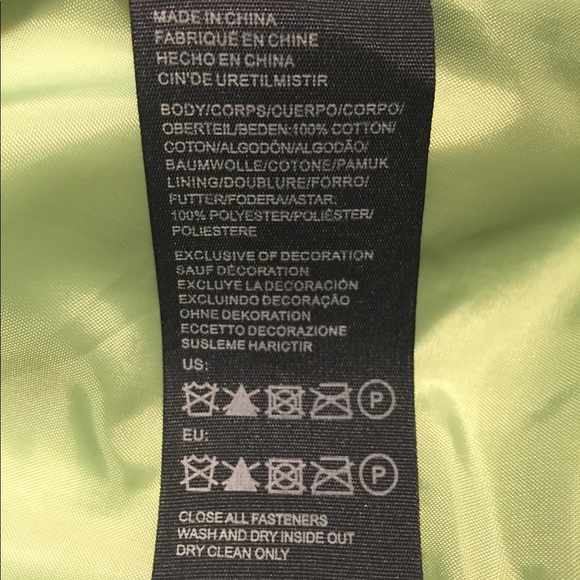 MADE IN CHINA
FABRIQUÉ EN CHINE
HECHO EN CHINA
CIN'DE URETILMISTIR
BODY/CORPS/CUERPO/CORPO/
OBERTEIL/BEDEN:100% COTTON/
COTON/ALGODÓN/ALGODÃO/
BAUMWOLLE/COTONE/PAMUK
LINING/DOUBLURE/FORRO/
FUTTER/FODERA/ASTAR:
100% POLYESTER/POLIÉSTER/
POLIESTERE
EXCLUSIVE OF DECORATION
SAUF DÉCORATION
EXCLUYE LA DECORACIÓN
EXCLUINDO DECORAÇÃO
OHNE DEKORATION
ECCETTO DECORAZIONE
SUSLEME HARICTIR
US:
P
EU:
P
CLOSE ALL FASTENERS
WASH AND DRY INSIDE OUT
DRY CLEAN ONLY